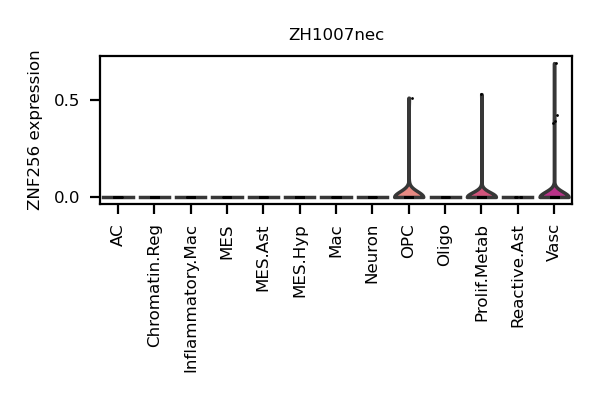 ZH1007nec
ZNF256 expression
0.5
0.0
AC
Chromatin.Reg
Inflammatory.Mac
MES
MES.Ast
MES.Hyp
Mac
Neuron
OPC
Oligo
Prolif.Metab
Reactive.Ast
Vasc